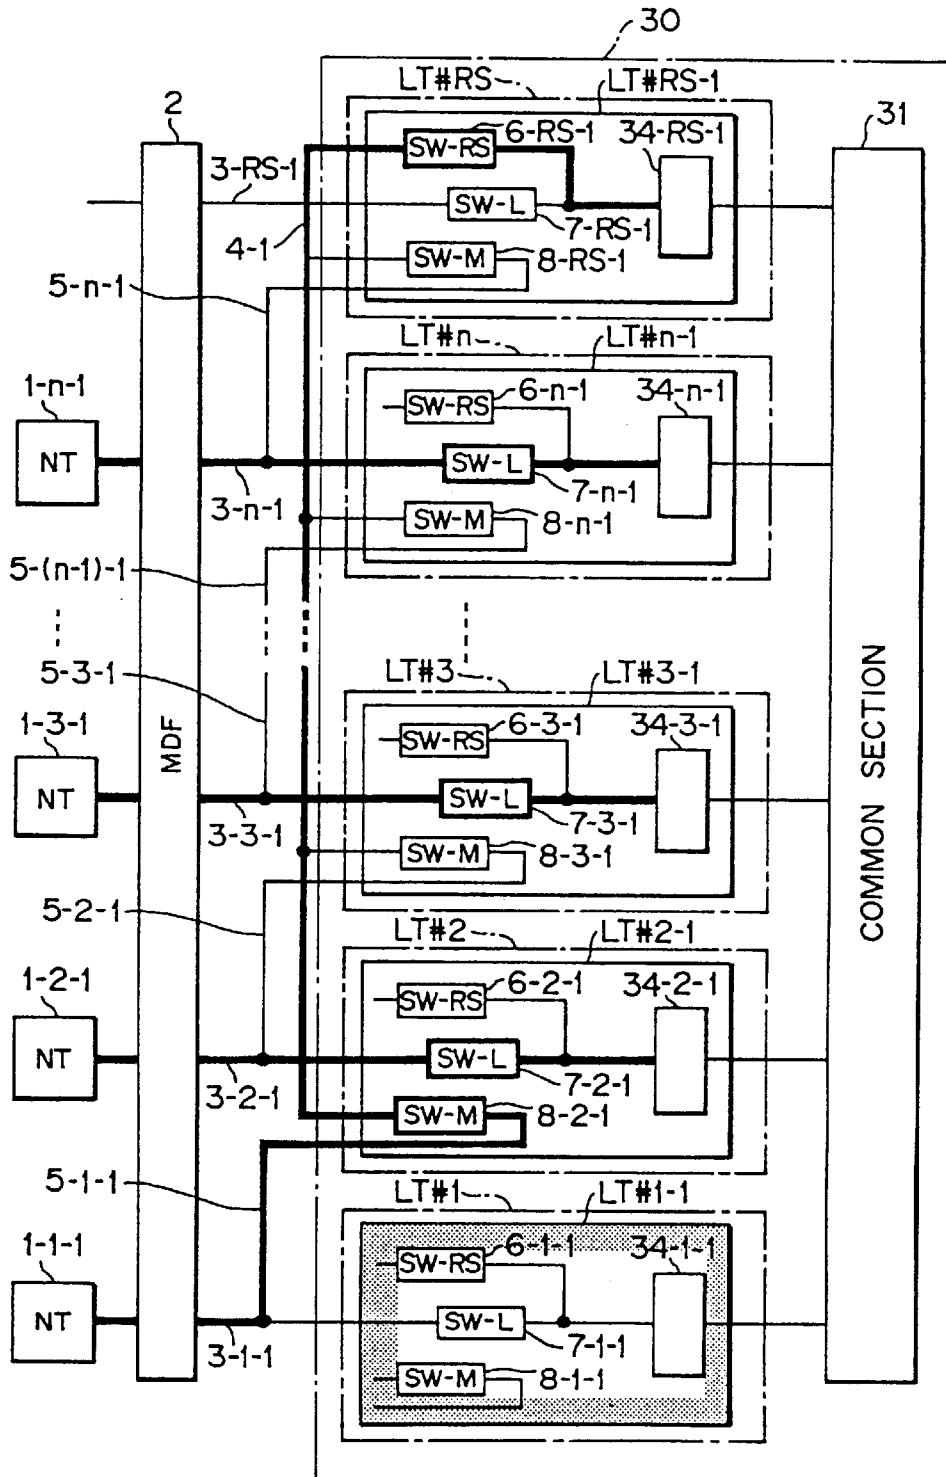 30
LT#RS
LT#RS-1
2
6-RS-1
34-RS-1
31
SW-RS
3-RS-1
SW-L
7-RS-1
4-1
SW-M
8-RS-1
5-n-1
LT#n
LT#n-1
1-n-1
6-n-1
34-n-1
SW-RS
NT
SW-L
7-n-1
3-n-1
SW-M
8-n-1
5-(n-1)-1
5-3-1
LT#3
LT#3-1
1-3-1
6-3-1
34-3-1
SW-RS
MDF
COMMON SECTION
NT
SW-L
7-3-1
3-3-1
SW-M
8-3-1
5-2-1
LT#2
LT#2-1
1-2-1
6-2-1
34-2-1
SW-RS
NT
SW-L
7-2-1
3-2-1
SW-M
8-2-1
5-1-1
LT#1
LT#1-1
1-1-1
6-1-1
34-1-1
SW-RS
NT
SW-L
7-1-1
3-1-1
SW-M
8-1-1